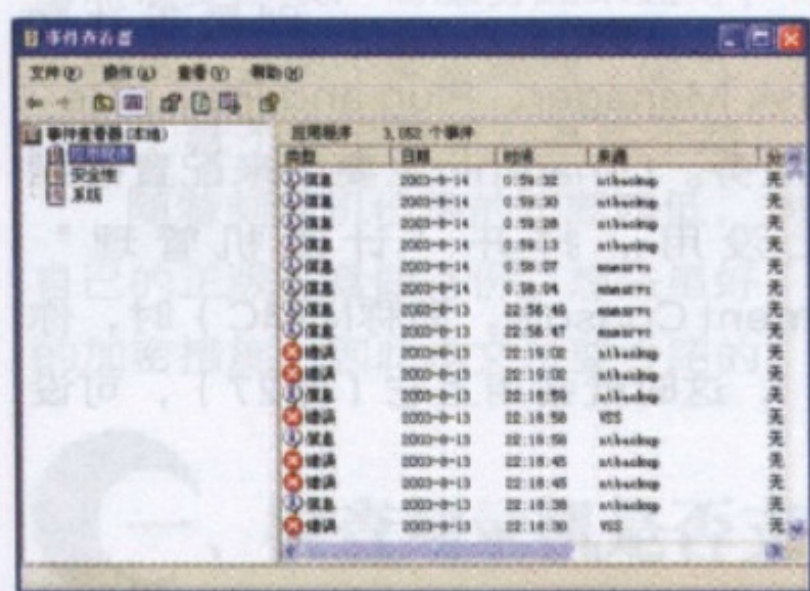 事件查看器
文件(F) 操作(A) 查看(V) 帮助(H)
事件查看器(本地)
应用程序
安全性
系统
应用程序 3,052 个事件
类型 日期 时间 来源 分
信息 2003-8-14 0:59:32 ntbackup 无
信息 2003-8-14 0:59:30 ntbackup 无
信息 2003-8-14 0:59:28 ntbackup 无
信息 2003-8-14 0:59:13 ntbackup 无
信息 2003-8-14 0:58:07 无
信息 2003-8-14 0:58:04 无
信息 2003-8-13 22:56:48 无
信息 2003-8-13 22:56:47 无
错误 2003-8-13 22:19:02 ntbackup 无
错误 2003-8-13 22:19:02 ntbackup 无
信息 2003-8-13 22:18:59 ntbackup 无
错误 2003-8-13 22:18:58 VSS 无
信息 2003-8-13 22:18:58 ntbackup 无
错误 2003-8-13 22:18:45 ntbackup 无
错误 2003-8-13 22:18:45 ntbackup 无
信息 2003-8-13 22:18:38 ntbackup 无
错误 2003-8-13 22:18:30 VSS 无